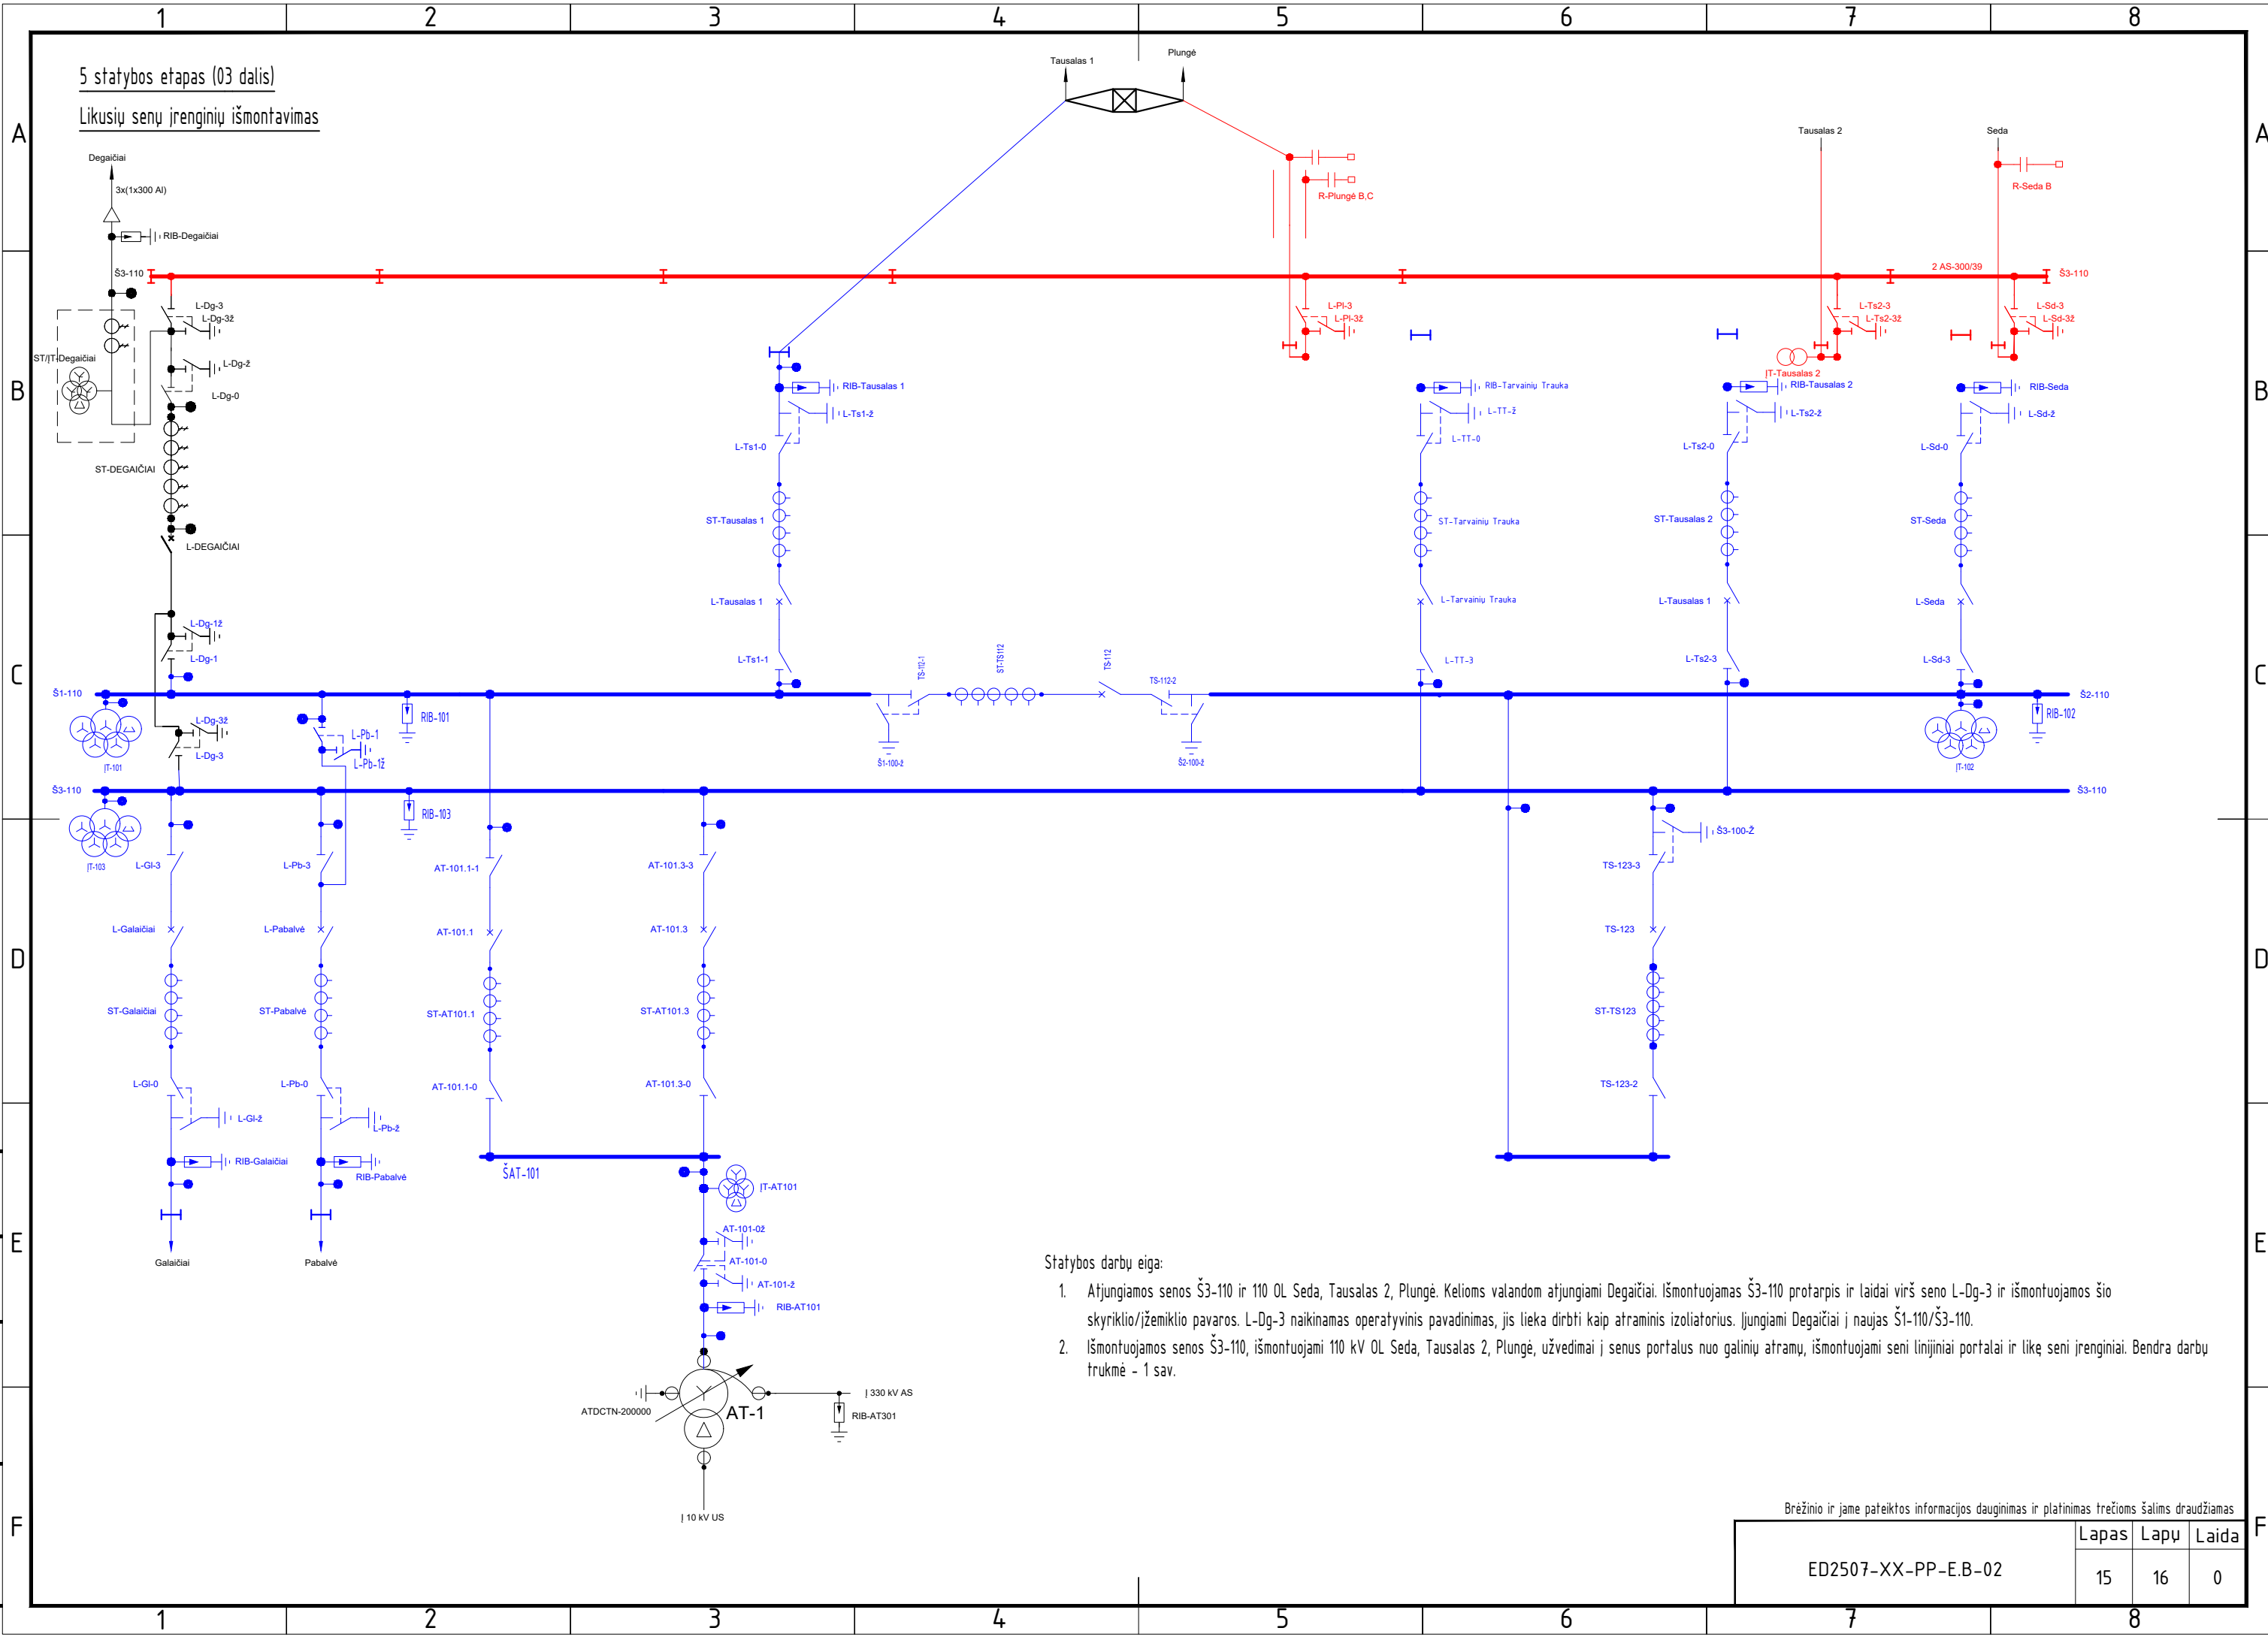 1 2 3 4 5 6 7 8
A
B
C
D
E
F
5 statybos etapas (03 dalis)
Likusių senų įrenginių išmontavimas
Tausalas 1
Plungė
Tausalas 2
Seda
Degaičiai
3x(1x300 Al)
RIB-Degaičiai
R-Plungė B,C
R-Seda B
Š3-110
2 AS-300/39
Š3-110
L-Dg-3
L-Dg-3ž
ST/ĮT-Degaičiai
L-Dg-ž
L-Dg-0
ST-DEGAIČIAI
L-DEGAIČIAI
L-Pl-3
L-Pl-3ž
L-Ts2-3
L-Ts2-3ž
L-Sd-3
L-Sd-3ž
ĮT-Tausalas 2
RIB-Tausalas 1
L-Ts1-ž
L-Ts1-0
ST-Tausalas 1
L-Tausalas 1
L-Ts1-1
RIB-Tarvainių Trauka
L-TT-ž
L-TT-0
ST-Tarvainių Trauka
L-Tarvainių Trauka
L-TT-3
RIB-Tausalas 2
L-Ts2-ž
L-Ts2-0
ST-Tausalas 2
L-Tausalas 1
L-Ts2-3
RIB-Seda
L-Sd-ž
L-Sd-0
ST-Seda
L-Seda
L-Sd-3
L-Dg-1ž
L-Dg-1
Š1-110
ĮT-101
L-Dg-3ž
L-Dg-3
L-Pb-1
L-Pb-1ž
RIB-101
TS-112-1
ST-TS112
TS-112
TS-112-2
Š1-100-ž
Š2-100-ž
Š2-110
RIB-102
ĮT-102
Š3-110
ĮT-103
RIB-103
Š3-110
L-Gl-3
L-Pb-3
AT-101.1-1
AT-101.3-3
TS-123-3
Š3-100-Ž
L-Galaičiai
L-Pabalvė
AT-101.1
AT-101.3
TS-123
ST-Galaičiai
ST-Pabalvė
ST-AT101.1
ST-AT101.3
ST-TS123
L-Gl-0
L-Pb-0
AT-101.1-0
AT-101.3-0
TS-123-2
L-Gl-ž
L-Pb-ž
RIB-Galaičiai
RIB-Pabalvė
ŠAT-101
ĮT-AT101
AT-101-0ž
AT-101-0
AT-101-ž
RIB-AT101
Galaičiai
Pabalvė
ATDCTN-200000
AT-1
Į 330 kV AS
RIB-AT301
Į 10 kV US
Statybos darbų eiga:
1. Atjungiamos senos Š3-110 ir 110 OL Seda, Tausalas 2, Plungė. Kelioms valandom atjungiami Degaičiai. Išmontuojamas Š3-110 protarpis ir laidai virš seno L-Dg-3 ir išmontuojamos šio
skyriklio/įžemiklio pavaros. L-Dg-3 naikinamas operatyvinis pavadinimas, jis lieka dirbti kaip atraminis izoliatorius. Įjungiami Degaičiai į naujas Š1-110/Š3-110.
2. Išmontuojamos senos Š3-110, išmontuojami 110 kV OL Seda, Tausalas 2, Plungė, užvedimai į senus portalus nuo galinių atramų, išmontuojami seni linijiniai portalai ir likę seni įrenginiai. Bendra darbų
trukmė - 1 sav.
Brėžinio ir jame pateiktos informacijos dauginimas ir platinimas trečioms šalims draudžiamas
ED2507-XX-PP-E.B-02
Lapas Lapų Laida
15 16 0
A
B
C
D
E
F
1 2 3 4 5 6 7 8